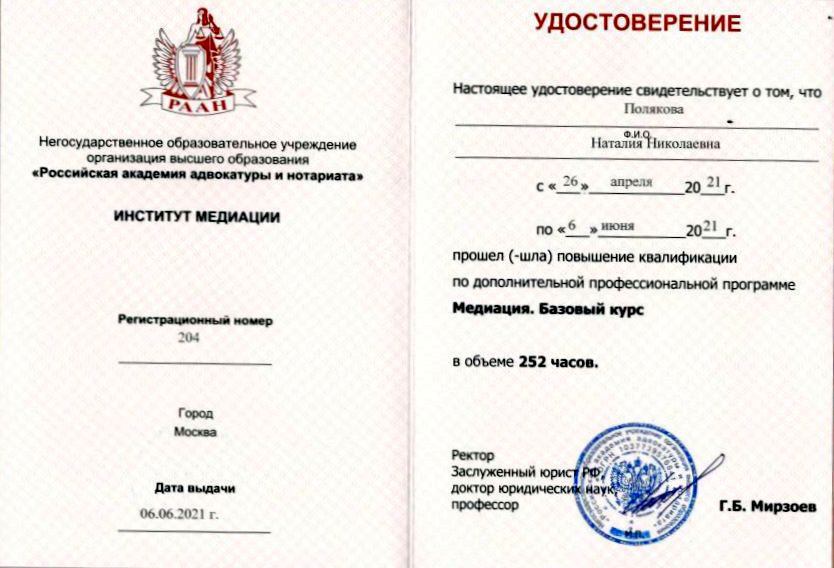 РААН
Негосударственное образовательное учреждение
организация высшего образования
«Российская академия адвокатуры и нотариата»
ИНСТИТУТ МЕДИАЦИИ
Регистрационный номер
204
Город
Москва
Дата выдачи
06.06.2021 г.
УДОСТОВЕРЕНИЕ
Настоящее удостоверение свидетельствует о том, что
Полякова
Ф.И.О.
Наталия Николаевна
с «26» апреля 2021 г.
по «6» июня 2021 г.
прошел (-шла) повышение квалификации
по дополнительной профессиональной программе
Медиация. Базовый курс
в объеме 252 часов.
Ректор
Заслуженный юрист РФ,
доктор юридических наук,
профессор
Г.Б. Мирзоев
М.П.